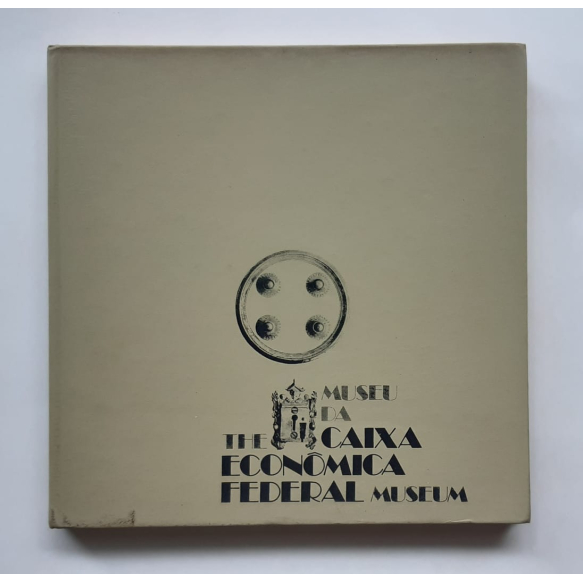 MUSEU
DA
THE CAIXA
ECONÔMICA
FEDERAL MUSEUM